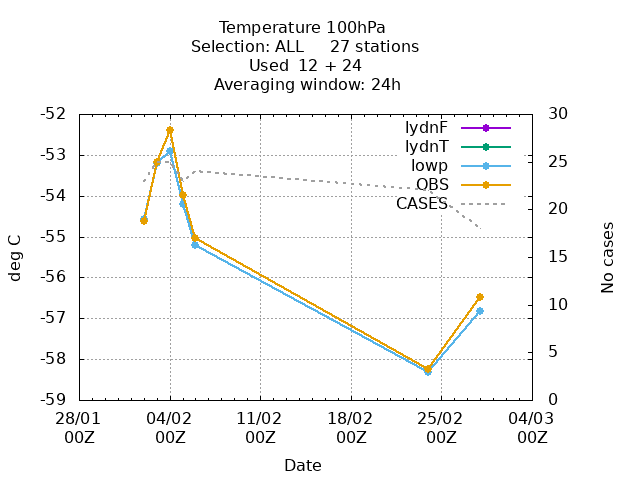 Temperature 100hPa
Selection: ALL 27 stations
Used 12 + 24
Averaging window: 24h
-52
-53
-54
-55
-56
-57
-58
-59
deg C
30
25
20
15
10
5
0
No cases
lydnF
lydnT
lowp
OBS
CASES
28/01 04/02 11/02 18/02 25/02 04/03
00Z 00Z 00Z 00Z 00Z 00Z
Date